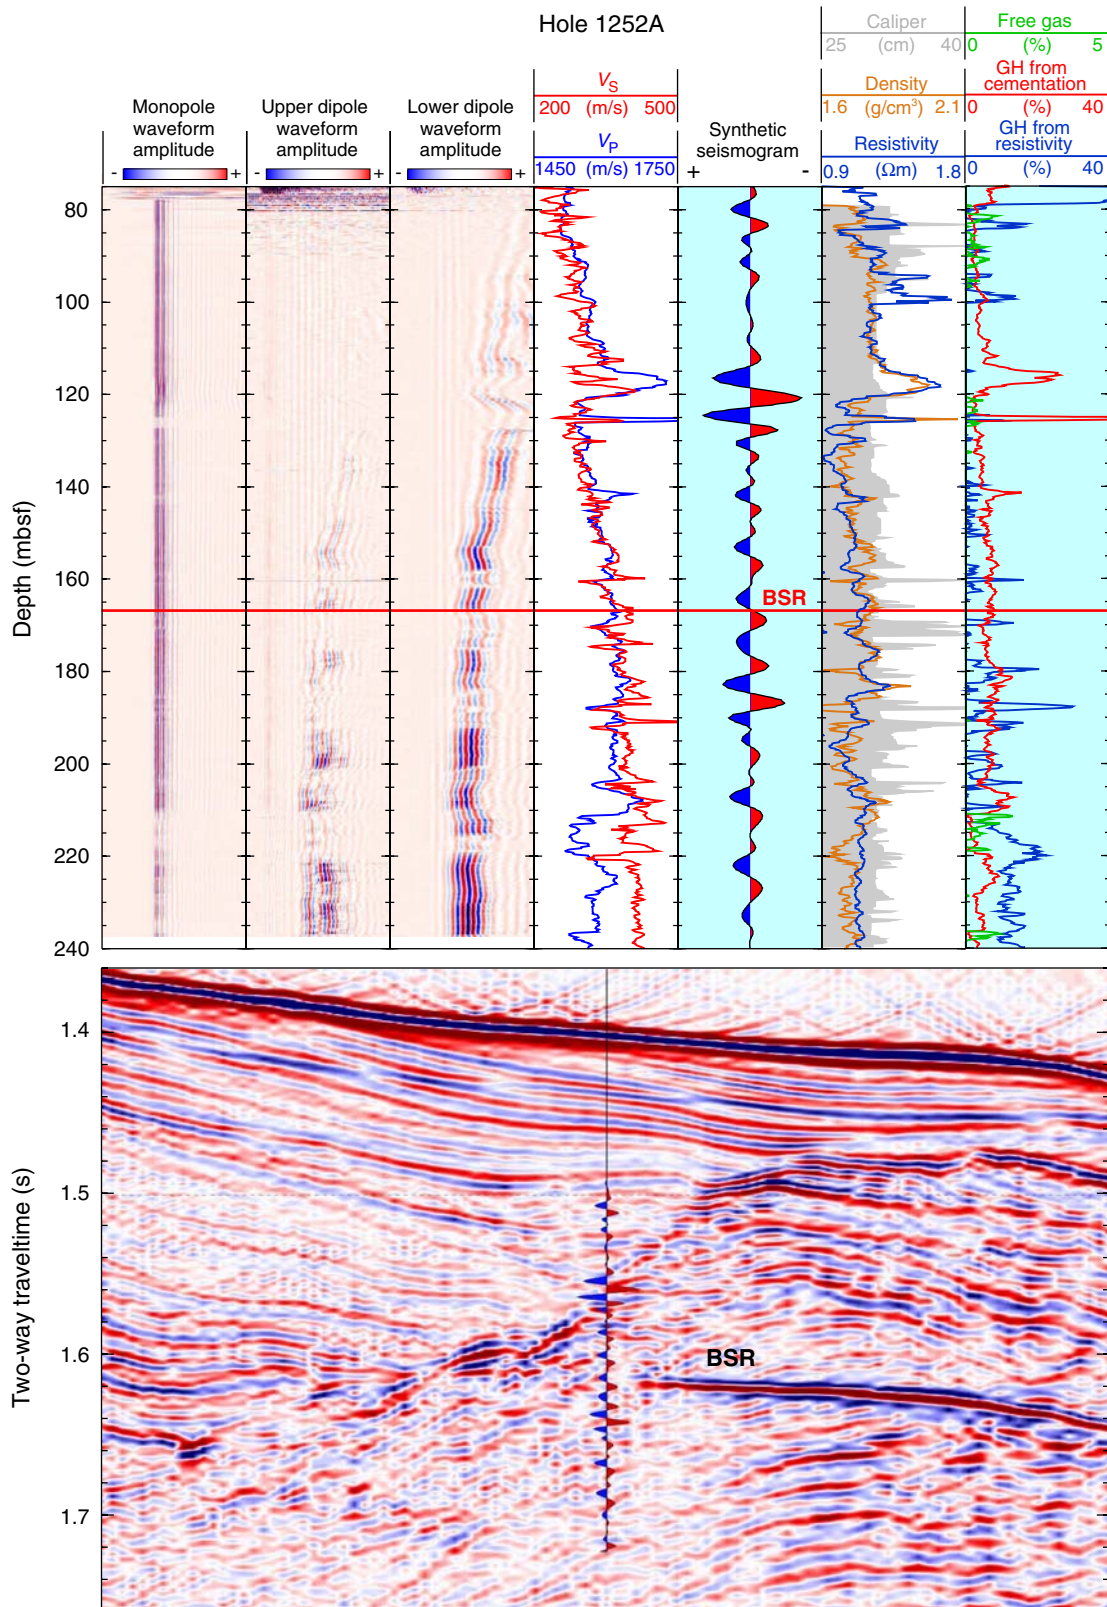 Hole 1252A
Caliper
25 (cm) 40
Free gas
0 (%) 5
Monopole
waveform
amplitude
- +
Upper dipole
waveform
amplitude
- +
Lower dipole
waveform
amplitude
- +
VS
200 (m/s) 500
VP
1450 (m/s) 1750
Synthetic
seismogram
+ -
Density
1.6 (g/cm³) 2.1
Resistivity
0.9 (Ωm) 1.8
GH from
cementation
0 (%) 40
GH from
resistivity
0 (%) 40
Depth (mbsf)
80
100
120
140
160
180
200
220
240
BSR
Two-way traveltime (s)
1.4
1.5
1.6
1.7
BSR